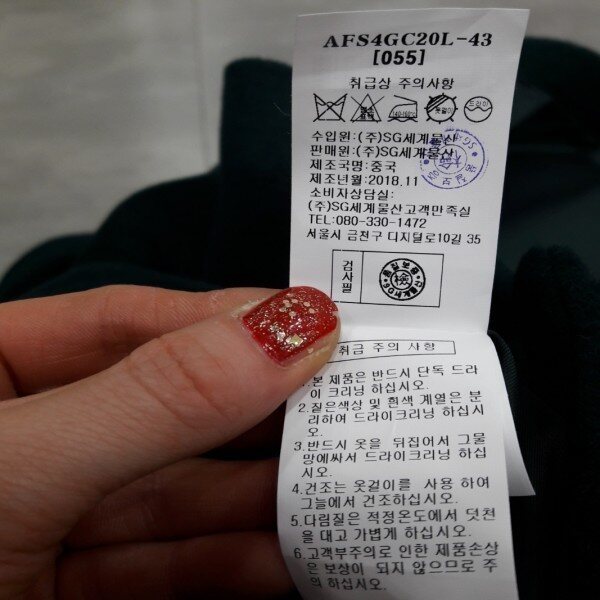 AFS4GC20L-43
[055]
취급상 주의사항
140~160℃
드라이
수입원:(주)SG세계물산
판매원:(주)SG세계물산
제조국명:중국
제조년월:2018.11
소비자상담실:
(주)SG세계물산고객만족실
TEL:080-330-1472
서울시 금천구 디지털로10길 35
검사필
취급 주의 사항
1.본 제품은 반드시 단독 드라
이 크리닝 하십시오.
2.짙은색상 및 흰색 계열은 분
리하여 드라이크리닝 하십시
오.
3.반드시 옷을 뒤집어서 그물
망에싸서 드라이크리닝 하십
시오.
4.건조는 옷걸이를 사용 하여
그늘에서 건조하십시오.
5.다림질은 적정온도에서 덧천
을 대고 가볍게 하십시오.
6.고객부주의로 인한 제품손상
은 보상이 되지 않으므로 주
의 하십시오.